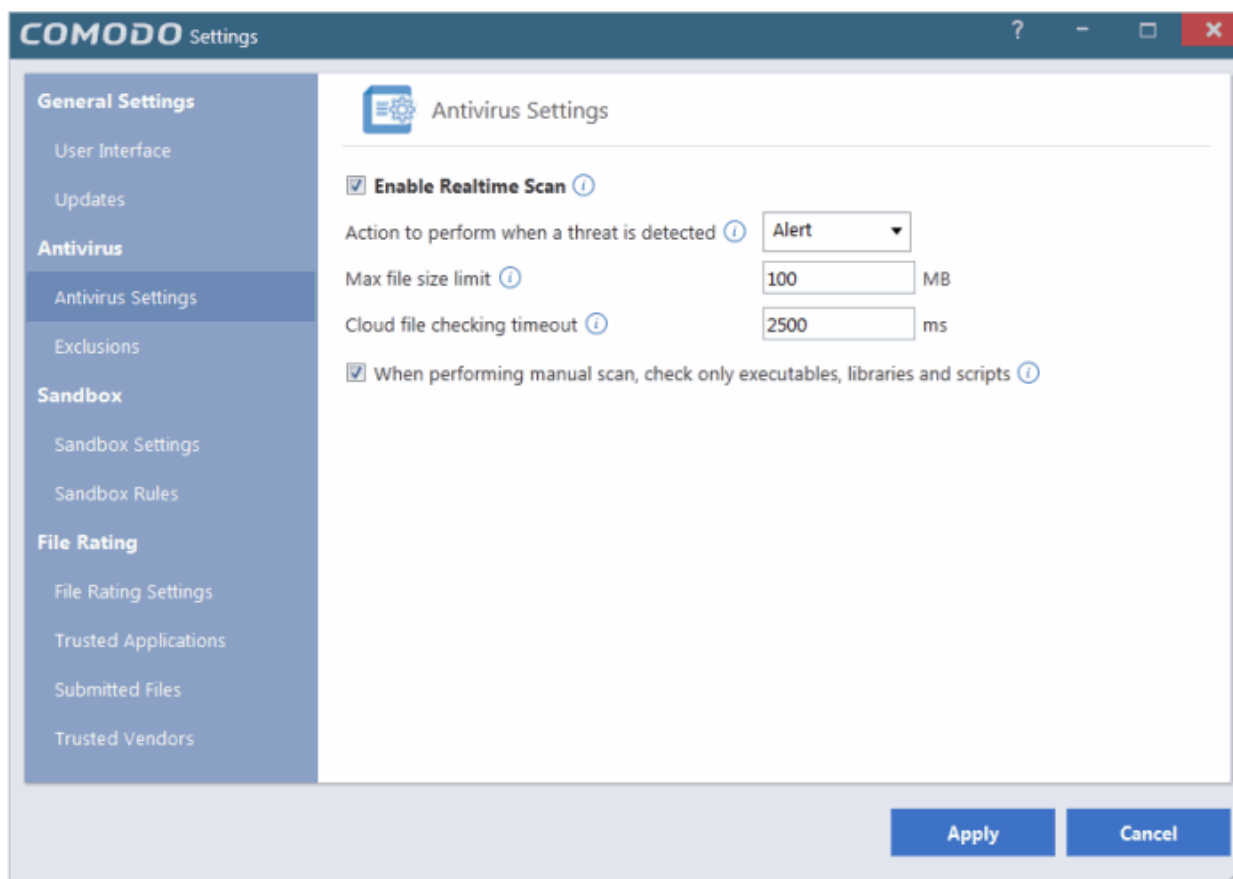 COMODO Settings
?
General Settings
User Interface
Updates
Antivirus
Antivirus Settings
Exclusions
Sandbox
Sandbox Settings
Sandbox Rules
File Rating
File Rating Settings
Trusted Applications
Submitted Files
Trusted Vendors
Antivirus Settings
Enable Realtime Scan i
Action to perform when a threat is detected i Alert
Max file size limit i 100 MB
Cloud file checking timeout i 2500 ms
When performing manual scan, check only executables, libraries and scripts i
Apply Cancel